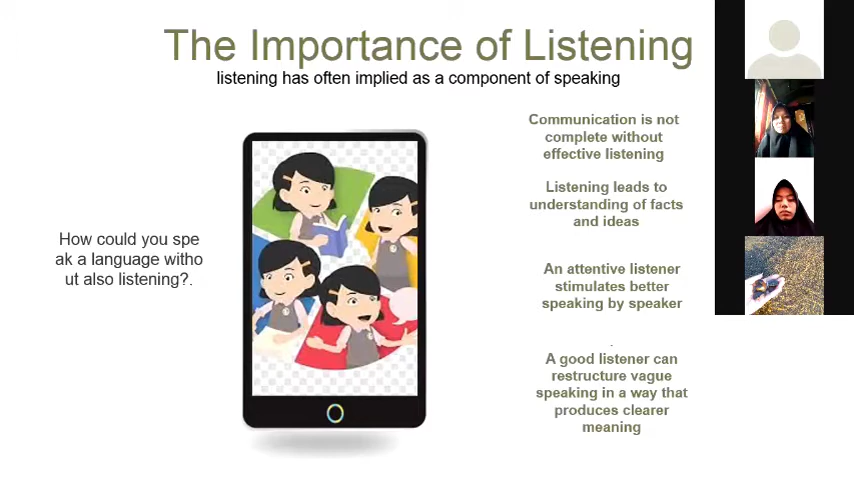 The Importance of Listening
listening has often implied as a component of speaking
How could you spe
ak a language witho
ut also listening?.
Communication is not
complete without
effective listening
Listening leads to
understanding of facts
and ideas
An attentive listener
stimulates better
speaking by speaker
.
A good listener can
restructure vague
speaking in a way that
produces clearer
meaning